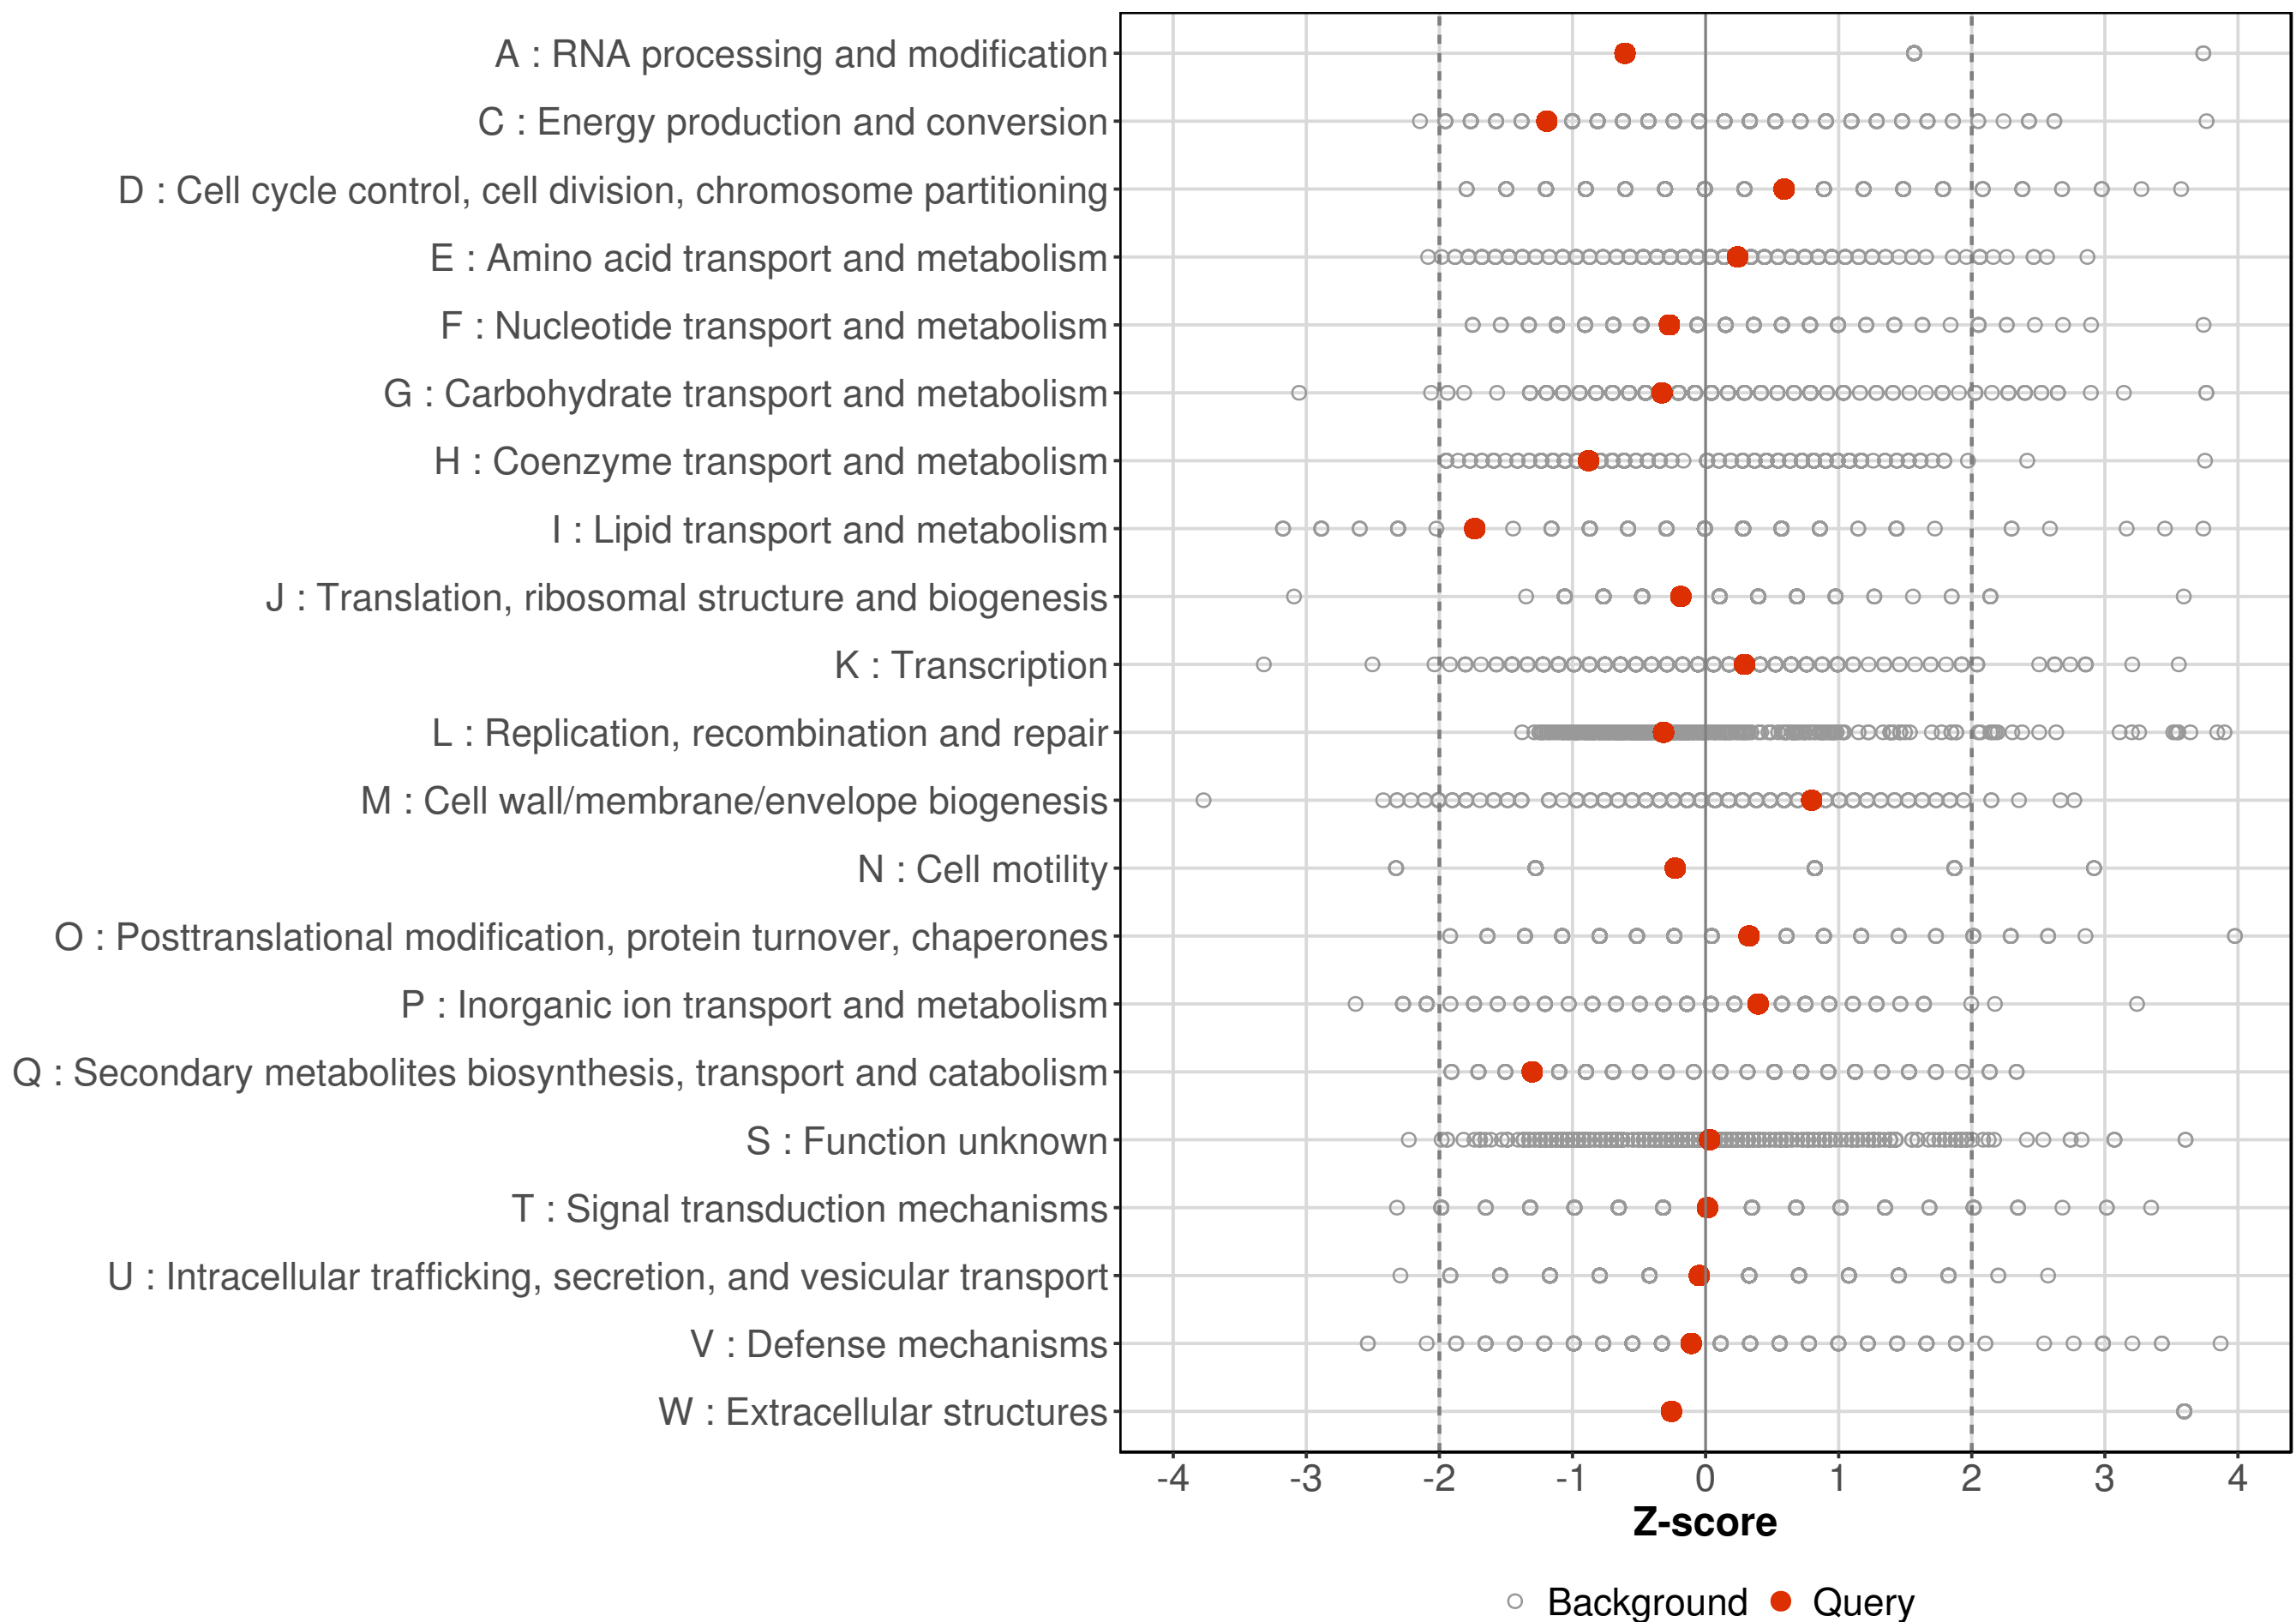 A : RNA processing and modification
C : Energy production and conversion
D : Cell cycle control, cell division, chromosome partitioning
E : Amino acid transport and metabolism
F : Nucleotide transport and metabolism
G : Carbohydrate transport and metabolism
H : Coenzyme transport and metabolism
I : Lipid transport and metabolism
J : Translation, ribosomal structure and biogenesis
K : Transcription
L : Replication, recombination and repair
M : Cell wall/membrane/envelope biogenesis
N : Cell motility
O : Posttranslational modification, protein turnover, chaperones
P : Inorganic ion transport and metabolism
Q : Secondary metabolites biosynthesis, transport and catabolism
S : Function unknown
T : Signal transduction mechanisms
U : Intracellular trafficking, secretion, and vesicular transport
V : Defense mechanisms
W : Extracellular structures
-4 -3 -2 -1 0 1 2 3 4
Z-score
Background Query